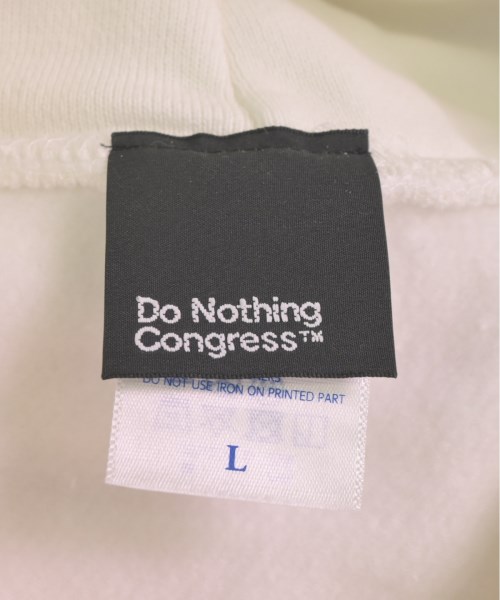 Do Nothing
Congress™
DO NOT USE IRON ON PRINTED PART
L